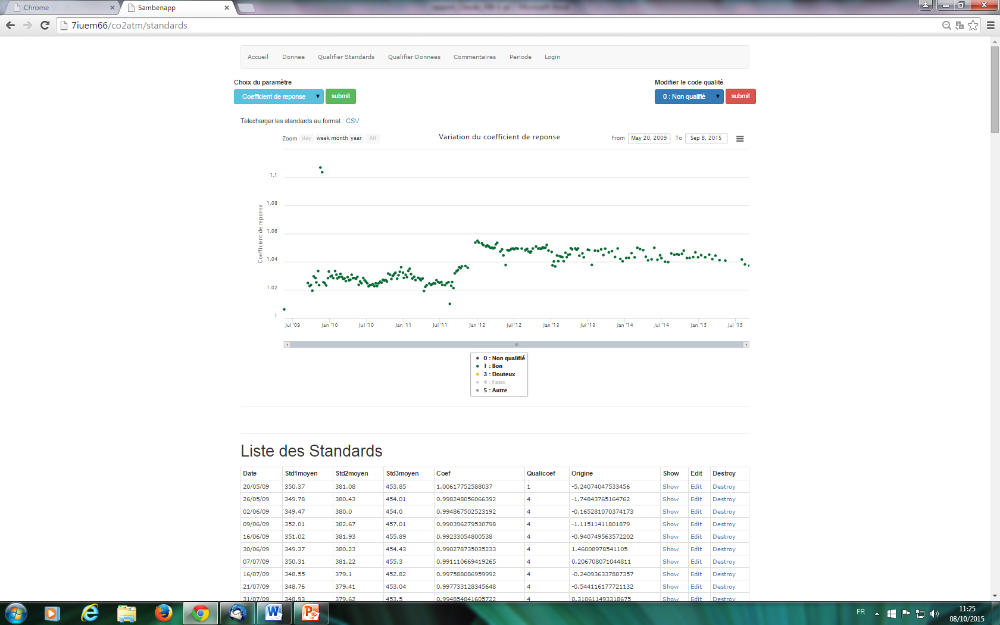 Chrome
Sambenapp
7iuem66/co2atm/standards
Accueil Donnee Qualifier Standards Qualifier Donnees Commentaires Periode Login
Choix du paramètre
Modifier le code qualité
Coefficient de reponse submit
0 : Non qualifié submit
Telecharger les standards au format : CSV
Zoom day week month year All
Variation du coefficient de reponse
From May 20, 2009 To Sep 8, 2015
Coefficient de reponse
1.1
1.08
1.06
1.04
1.02
1
Jul '09 Jan '10 Jul '10 Jan '11 Jul '11 Jan '12 Jul '12 Jan '13 Jul '13 Jan '14 Jul '14 Jan '15 Jul '15
0 : Non qualifié
1 : Bon
3 : Douteux
4 : Faux
5 : Autre
Liste des Standards
Date Std1moyen Std2moyen Std3moyen Coef Qualicoef Origine Show Edit Destroy
20/05/09 350.37 381.08 453.85 1.00617752588037 1 -5.24074047533456 Show Edit Destroy
26/05/09 349.78 380.43 454.01 0.998248056066392 4 -1.74843765164762 Show Edit Destroy
02/06/09 349.47 380.0 454.0 0.994867502523192 4 -0.165281070374173 Show Edit Destroy
09/06/09 352.01 382.67 457.01 0.990396279530798 4 -1.11511411801879 Show Edit Destroy
16/06/09 351.02 381.93 455.89 0.99233054800538 4 -0.940749563572202 Show Edit Destroy
30/06/09 349.37 380.23 454.43 0.990278735035233 4 1.46008978541105 Show Edit Destroy
07/07/09 350.31 381.22 455.3 0.991110669419265 4 0.206708071044811 Show Edit Destroy
16/07/09 348.55 379.1 452.82 0.997588086959992 4 -0.240936337887357 Show Edit Destroy
21/07/09 348.76 379.41 453.04 0.997733128345648 4 -0.544116177721132 Show Edit Destroy
31/07/09 348.93 379.62 453.5 0.994854841605722 4 0.310611493318675 Show Edit Destroy
FR
11:25
08/10/2015